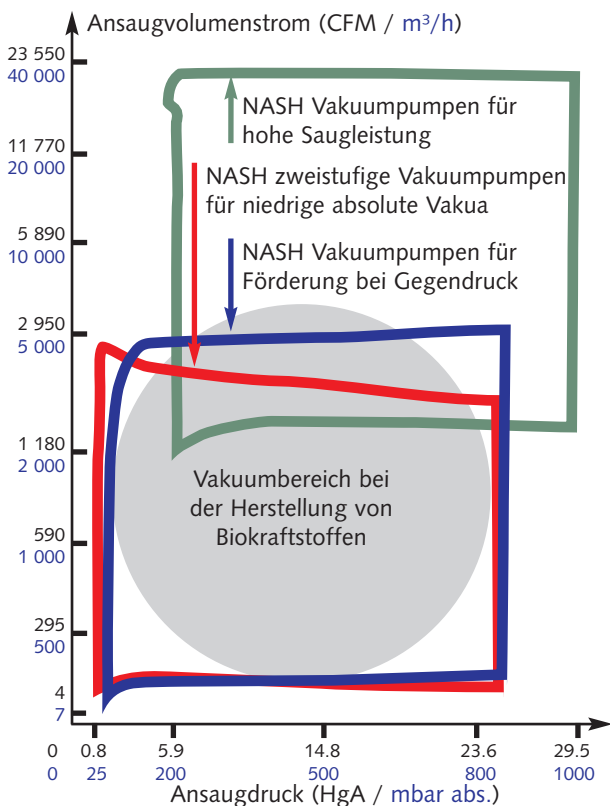 Ansaugvolumenstrom (CFM / m³/h)
23 550
40 000
NASH Vakuumpumpen für
hohe Saugleistung
11 770
20 000
NASH zweistufige Vakuumpumpen
für niedrige absolute Vakua
5 890
10 000
NASH Vakuumpumpen für
Förderung bei Gegendruck
2 950
5 000
1 180
2 000
Vakuumbereich bei
der Herstellung von
Biokraftstoffen
590
1 000
295
500
4
7
0 0.8 5.9 14.8 23.6 29.5
0 25 200 500 800 1000
Ansaugdruck (HgA / mbar abs.)